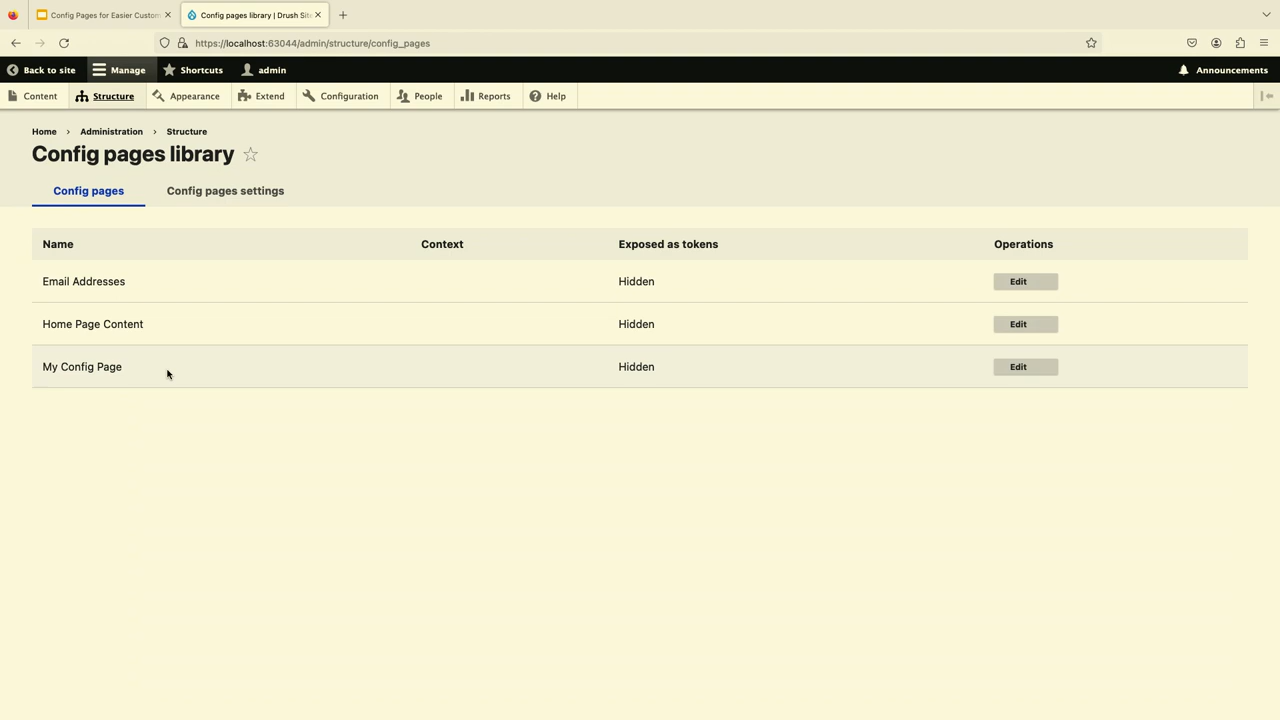 Config Pages for Easier Custom
Config pages library | Drush Sit
https://localhost:63044/admin/structure/config_pages
Back to site Manage Shortcuts admin Announcements
Content Structure Appearance Extend Configuration People Reports Help
Home › Administration › Structure
Config pages library
Config pages Config pages settings
Name Context Exposed as tokens Operations
Email Addresses Hidden Edit
Home Page Content Hidden Edit
My Config Page Hidden Edit